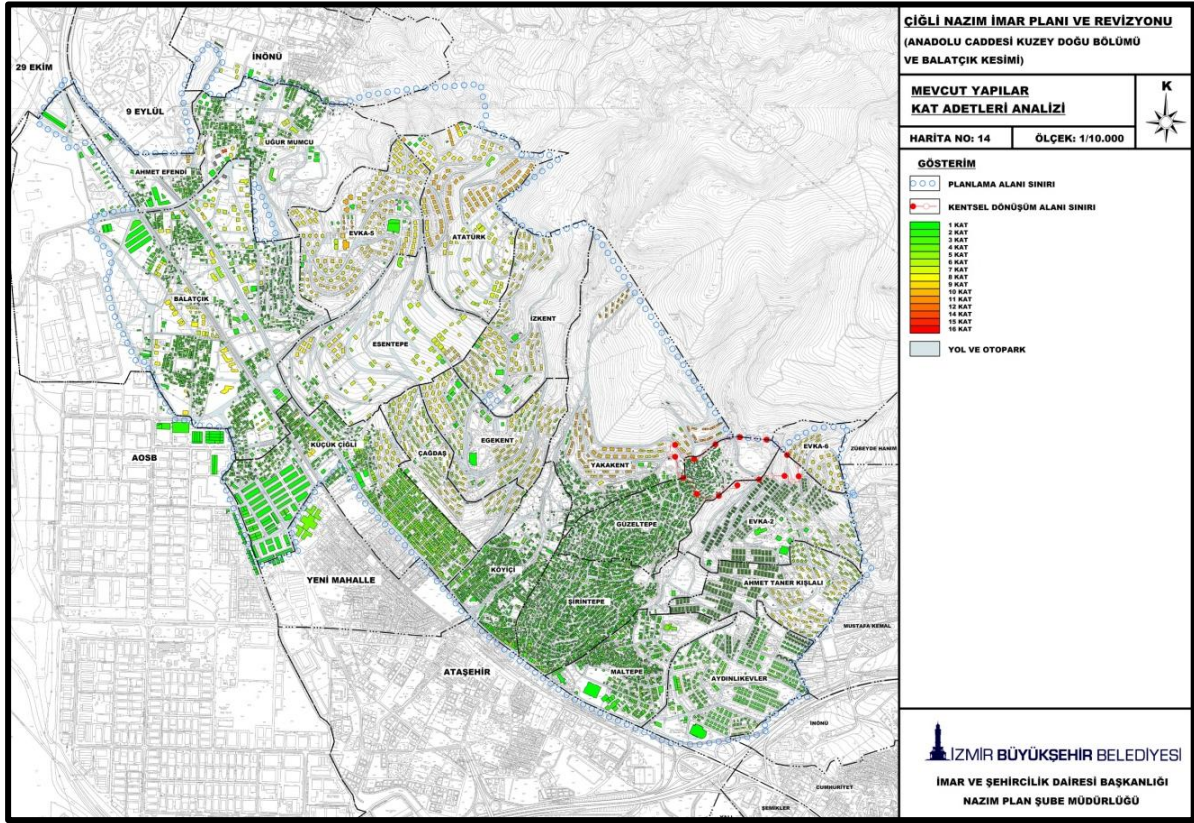 ÇİĞLİ NAZIM İMAR PLANI VE REVİZYONU
(ANADOLU CADDESİ KUZEY DOĞU BÖLÜMÜ
VE BALATÇIK KESİMİ)
MEVCUT YAPILAR
KAT ADETLERİ ANALİZİ
K
HARİTA NO: 14
ÖLÇEK: 1/10.000
GÖSTERİM
PLANLAMA ALANI SINIRI
KENTSEL DÖNÜŞÜM ALANI SINIRI
1 KAT
2 KAT
3 KAT
4 KAT
5 KAT
6 KAT
7 KAT
8 KAT
9 KAT
10 KAT
11 KAT
12 KAT
14 KAT
15 KAT
16 KAT
YOL VE OTOPARK
29 EKİM
İNÖNÜ
9 EYLÜL
UĞUR MUMCU
AHMET EFENDİ
EVKA-5
ATATÜRK
BALATÇIK
İZKENT
ESENTEPE
KÜÇÜK ÇİĞLİ
ÇAĞDAŞ
EGEKENT
AOSB
YAKAKENT
EVKA-6
ZÜBEYDE HANIM
GÜZELTEPE
EVKA-2
YENİ MAHALLE
KÖYİÇİ
AHMET TANER KIŞLALI
ŞİRİNTEPE
MUSTAFA KEMAL
ATAŞEHİR
MALTEPE
AYDINLIKEVLER
İNÖNÜ
CUMHURİYET
ŞEMİKLER
YALI
İZMİR BÜYÜKŞEHİR BELEDİYESİ
İMAR VE ŞEHİRCİLİK DAİRESİ BAŞKANLIĞI
NAZIM PLAN ŞUBE MÜDÜRLÜĞÜ